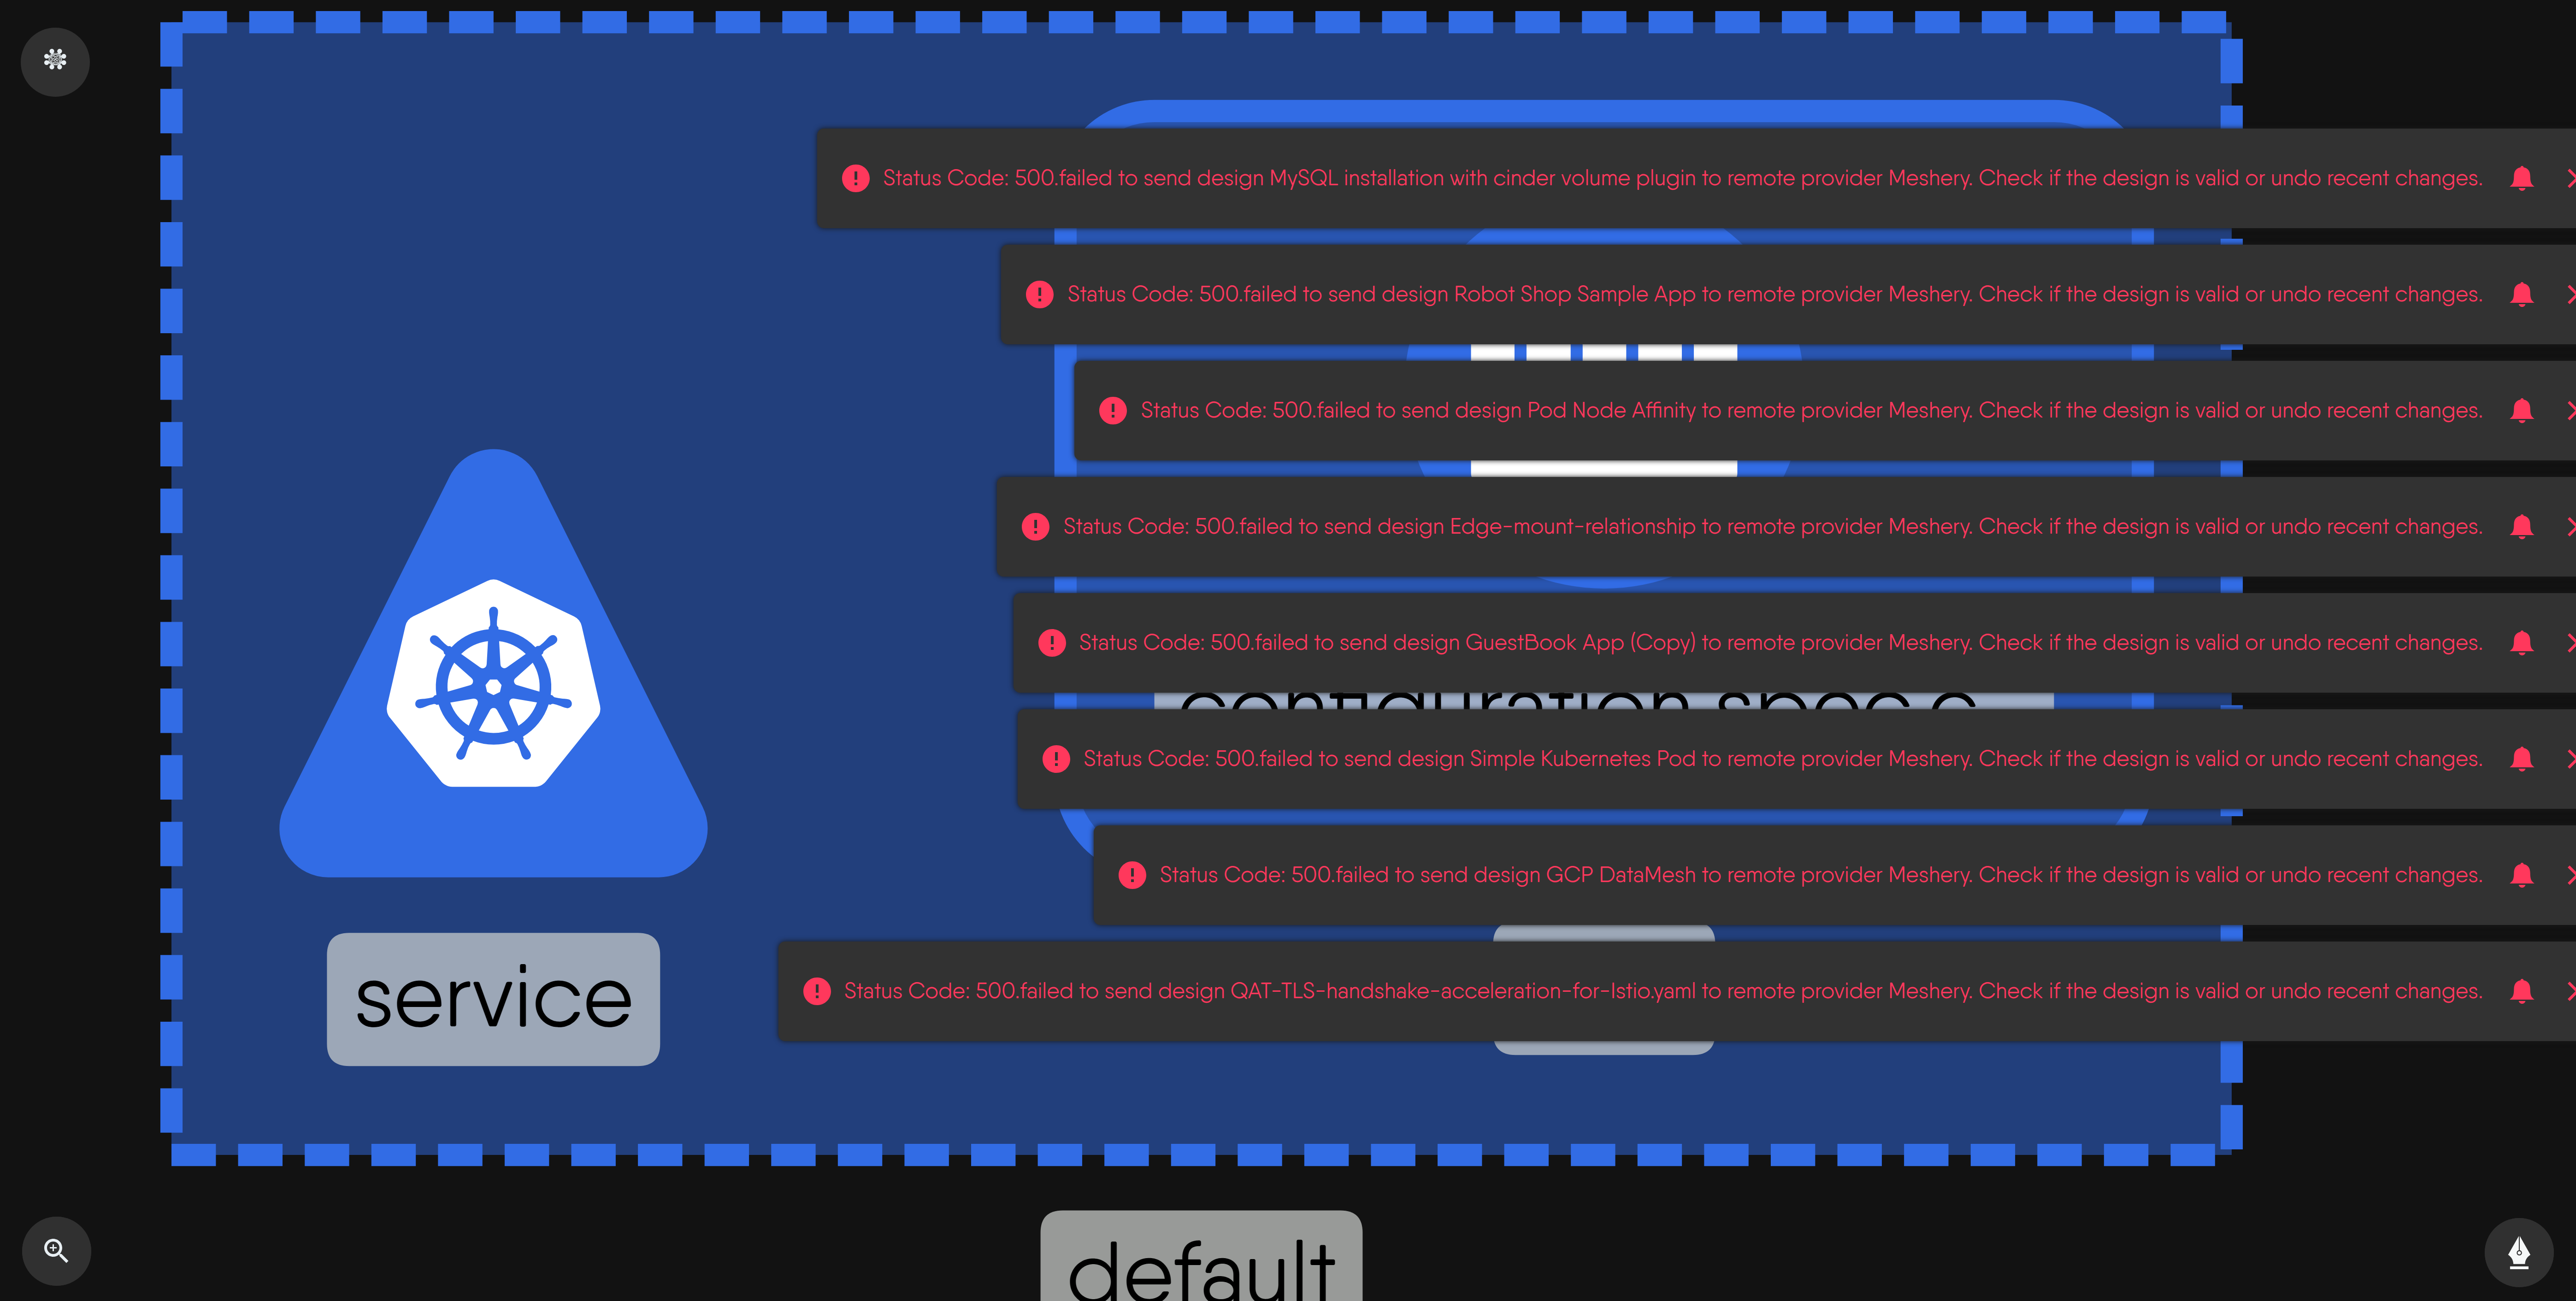 Status Code: 500.failed to send design MySQL installation with cinder volume plugin to remote provider Meshery. Check if the design is valid or undo recent changes.
Status Code: 500.failed to send design Robot Shop Sample App to remote provider Meshery. Check if the design is valid or undo recent changes.
Status Code: 500.failed to send design Pod Node Affinity to remote provider Meshery. Check if the design is valid or undo recent changes.
Status Code: 500.failed to send design Edge-mount-relationship to remote provider Meshery. Check if the design is valid or undo recent changes.
Status Code: 500.failed to send design GuestBook App (Copy) to remote provider Meshery. Check if the design is valid or undo recent changes.
configuration spec c
Status Code: 500.failed to send design Simple Kubernetes Pod to remote provider Meshery. Check if the design is valid or undo recent changes.
Status Code: 500.failed to send design GCP DataMesh to remote provider Meshery. Check if the design is valid or undo recent changes.
Status Code: 500.failed to send design QAT-TLS-handshake-acceleration-for-Istio.yaml to remote provider Meshery. Check if the design is valid or undo recent changes.
service
default